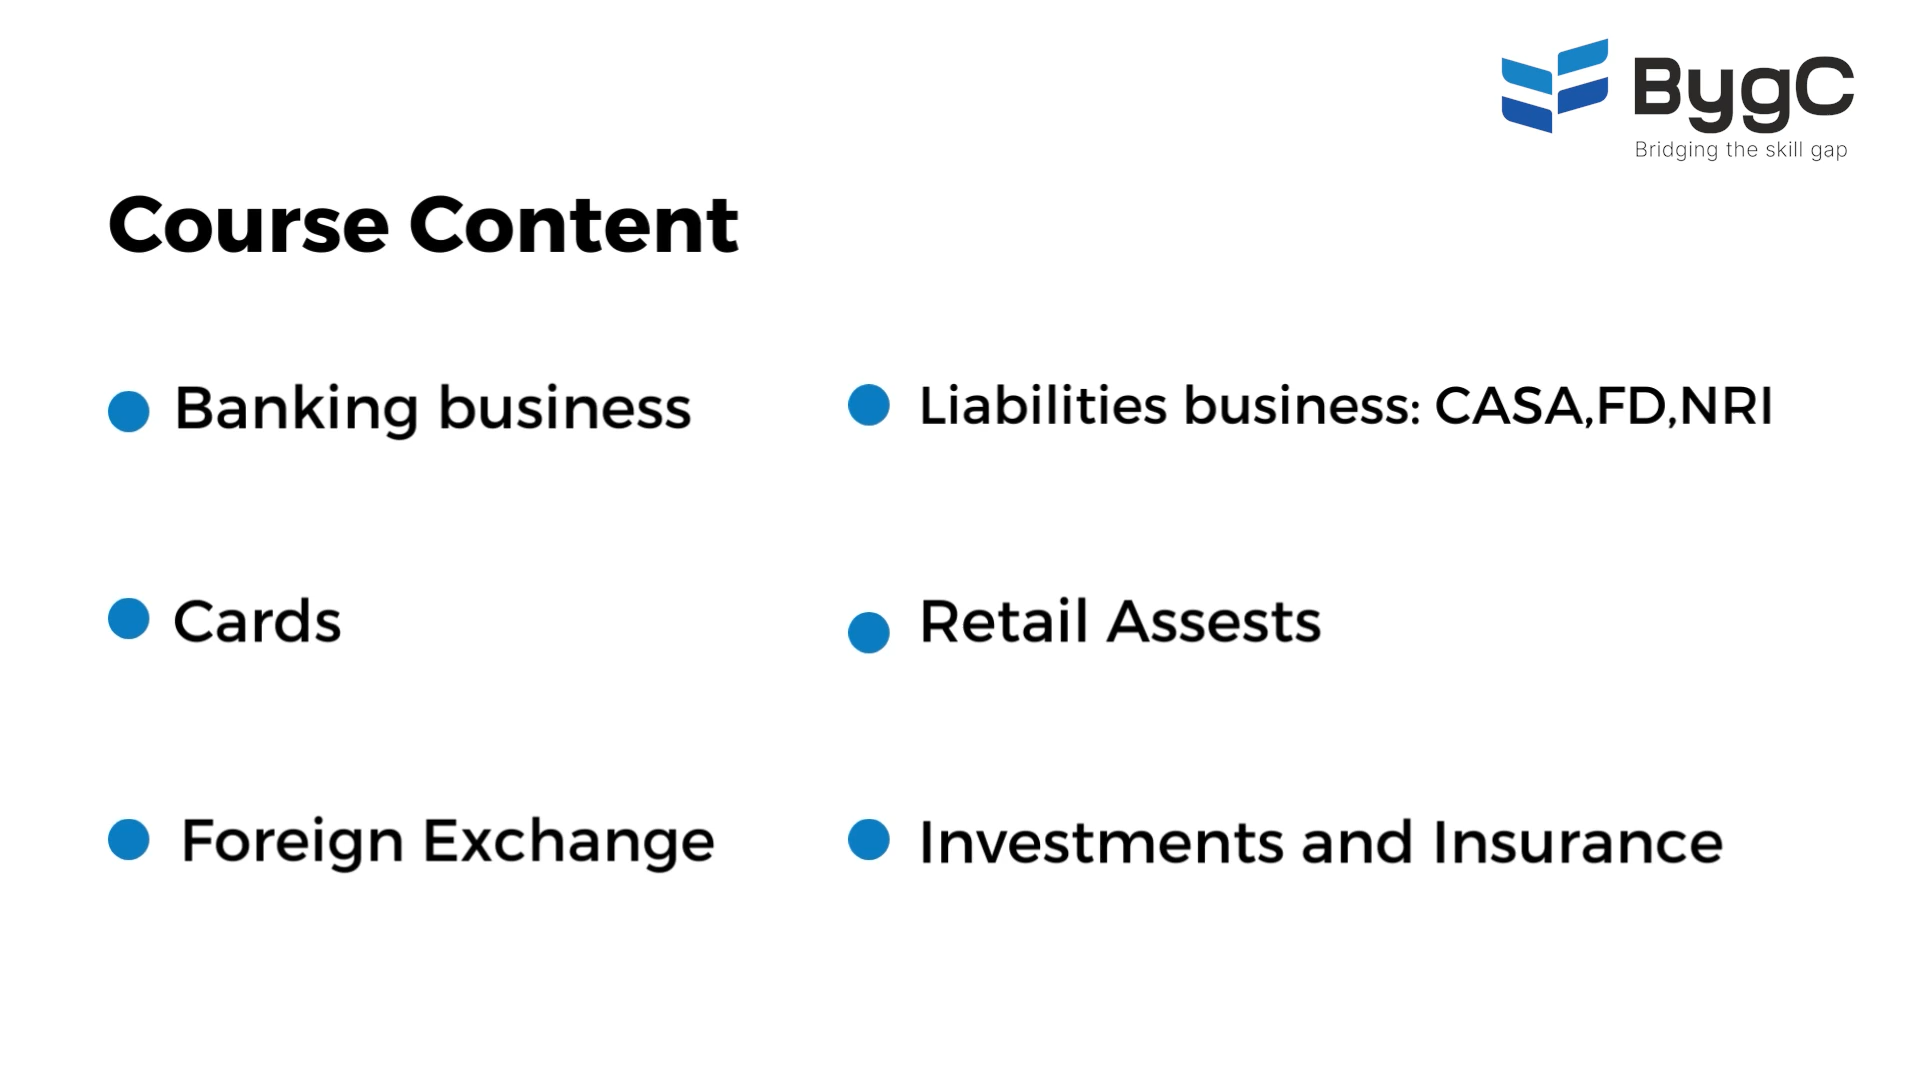 BygC
Bridging the skill gap
Course Content
Banking business
Liabilities business: CASA,FD,NRI
Cards
Retail Assests
Foreign Exchange
Investments and Insurance